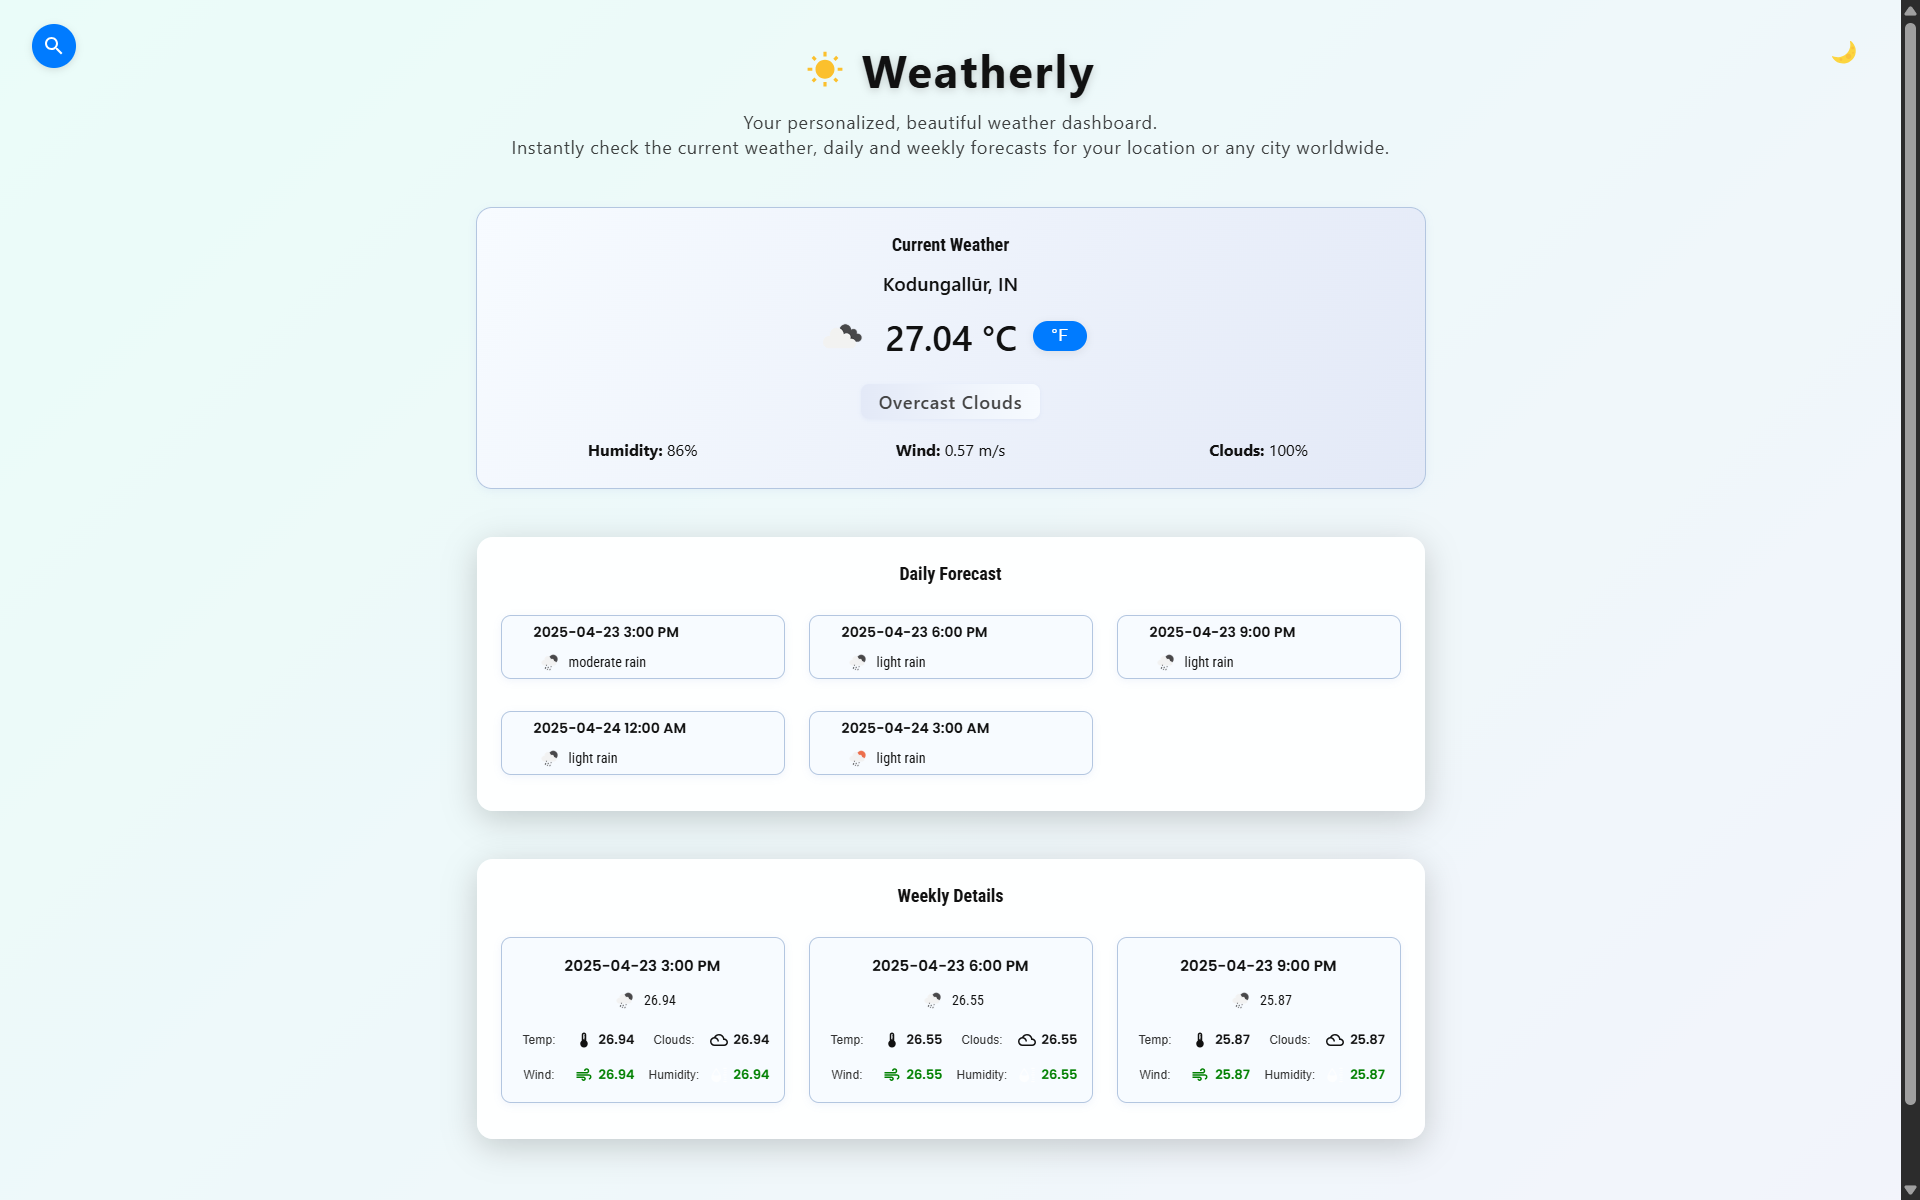 Weatherly
Your personalized, beautiful weather dashboard.
Instantly check the current weather, daily and weekly forecasts for your location or any city worldwide.
Current Weather
Kodungallūr, IN
27.04 °C °F
Overcast Clouds
Humidity: 86% Wind: 0.57 m/s Clouds: 100%
Daily Forecast
2025-04-23 3:00 PM
moderate rain
2025-04-23 6:00 PM
light rain
2025-04-23 9:00 PM
light rain
2025-04-24 12:00 AM
light rain
2025-04-24 3:00 AM
light rain
Weekly Details
2025-04-23 3:00 PM
26.94
Temp: 26.94 Clouds: 26.94
Wind: 26.94 Humidity: 26.94
2025-04-23 6:00 PM
26.55
Temp: 26.55 Clouds: 26.55
Wind: 26.55 Humidity: 26.55
2025-04-23 9:00 PM
25.87
Temp: 25.87 Clouds: 25.87
Wind: 25.87 Humidity: 25.87